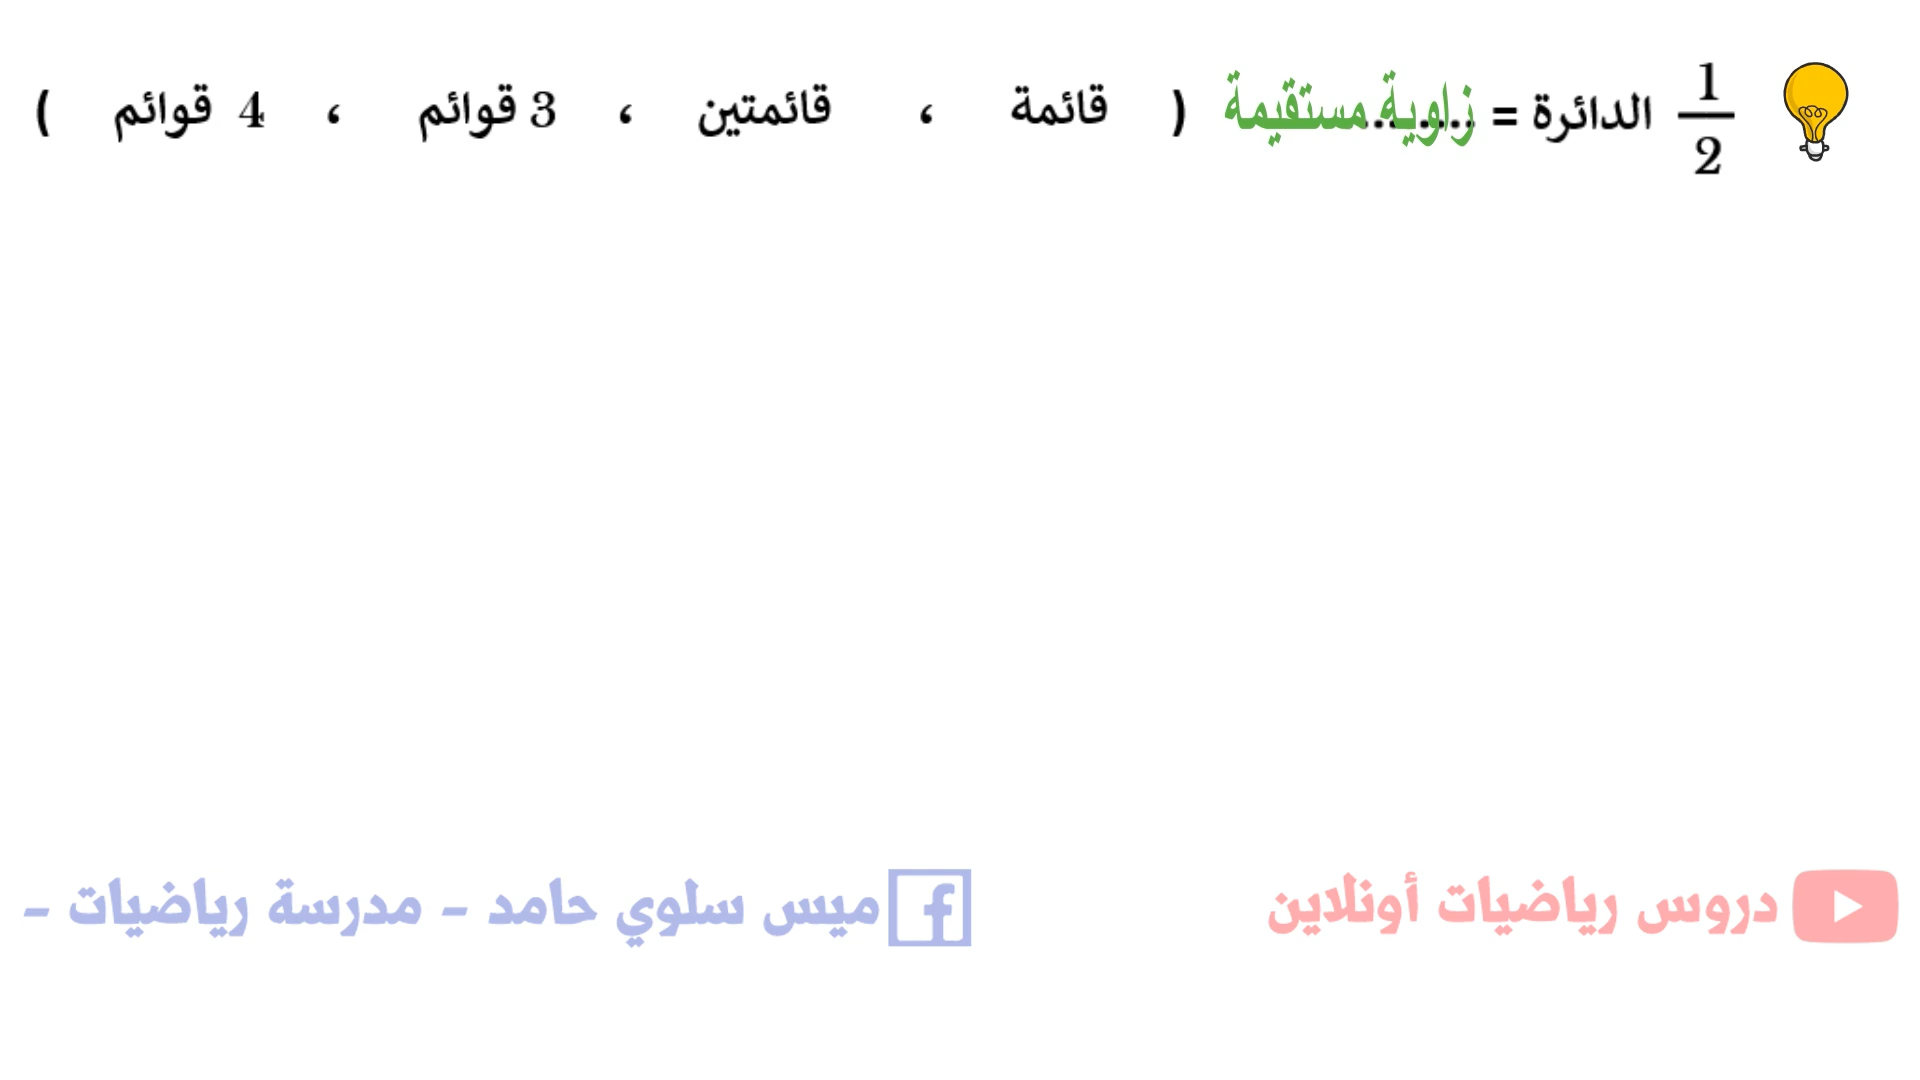 $\frac{1}{2}$ الدائرة = زاوية مستقيمة ( قائمة ، قائمتين ، 3 قوائم ، 4 قوائم )
دروس رياضيات أونلاين
ميس سلوي حامد - مدرسة رياضيات -